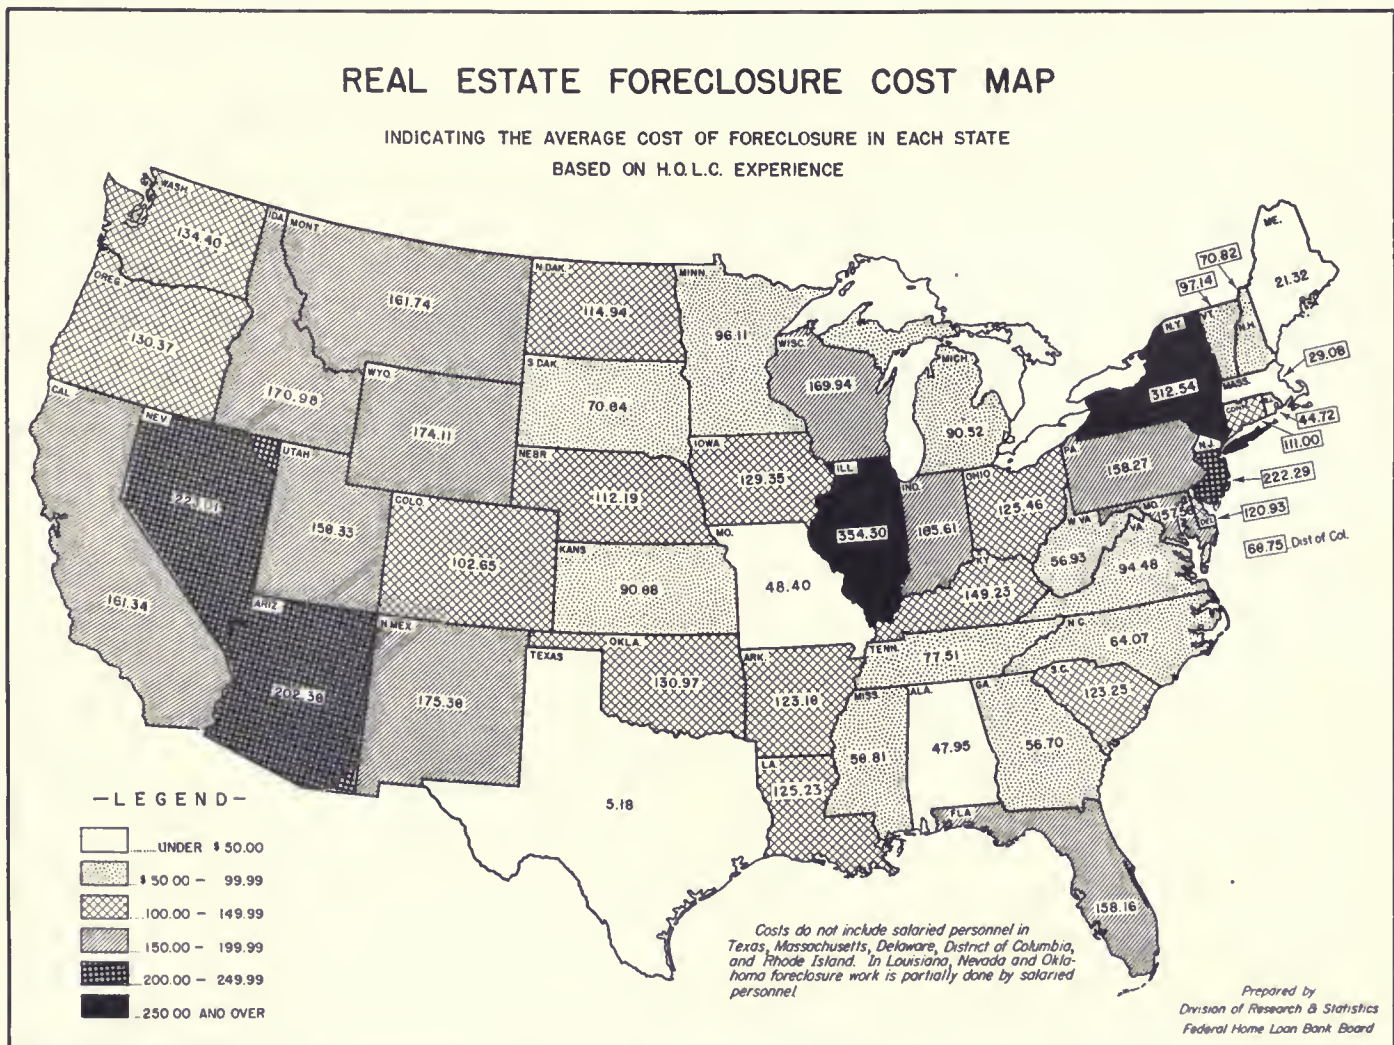 REAL ESTATE FORECLOSURE COST MAP
INDICATING THE AVERAGE COST OF FORECLOSURE IN EACH STATE
BASED ON H.O.L.C. EXPERIENCE
WASH.
134.40
OREG.
130.37
IDA.
170.98
MONT.
161.74
WYO.
174.11
N.DAK.
114.94
S.DAK.
70.84
MINN.
96.11
WISC.
169.94
MICH.
90.52
CAL.
161.34
NEV.
UTAH
158.33
COLO.
102.65
NEBR.
112.19
IOWA
129.35
ILL.
354.30
IND.
185.61
OHIO
125.46
PA.
158.27
N.Y.
312.54
VT.
97.14
N.H.
70.82
ME.
21.32
MASS.
29.08
R.I.
44.72
CONN.
111.00
N.J.
222.29
DEL.
120.93
68.75 Dist of Col.
MD.
W.VA.
56.93
VA.
94.48
KY.
149.23
KANS
90.88
MO.
48.40
ARIZ.
202.38
N.MEX.
175.38
OKLA.
130.97
TEXAS
5.18
ARK.
123.18
LA.
125.23
TENN.
77.51
MISS.
58.81
ALA.
47.95
GA.
56.70
N.C.
64.07
S.C.
123.25
FLA
158.16
-LEGEND-
UNDER $50.00
$50.00 - 99.99
100.00 - 149.99
150.00 - 199.99
200.00 - 249.99
250.00 AND OVER
Costs do not include salaried personnel in
Texas, Massachusetts, Delaware, District of Columbia,
and Rhode Island. In Louisiana, Nevada and Okla-
homa foreclosure work is partially done by salaried
personnel
Prepared by
Division of Research & Statistics
Federal Home Loan Bank Board